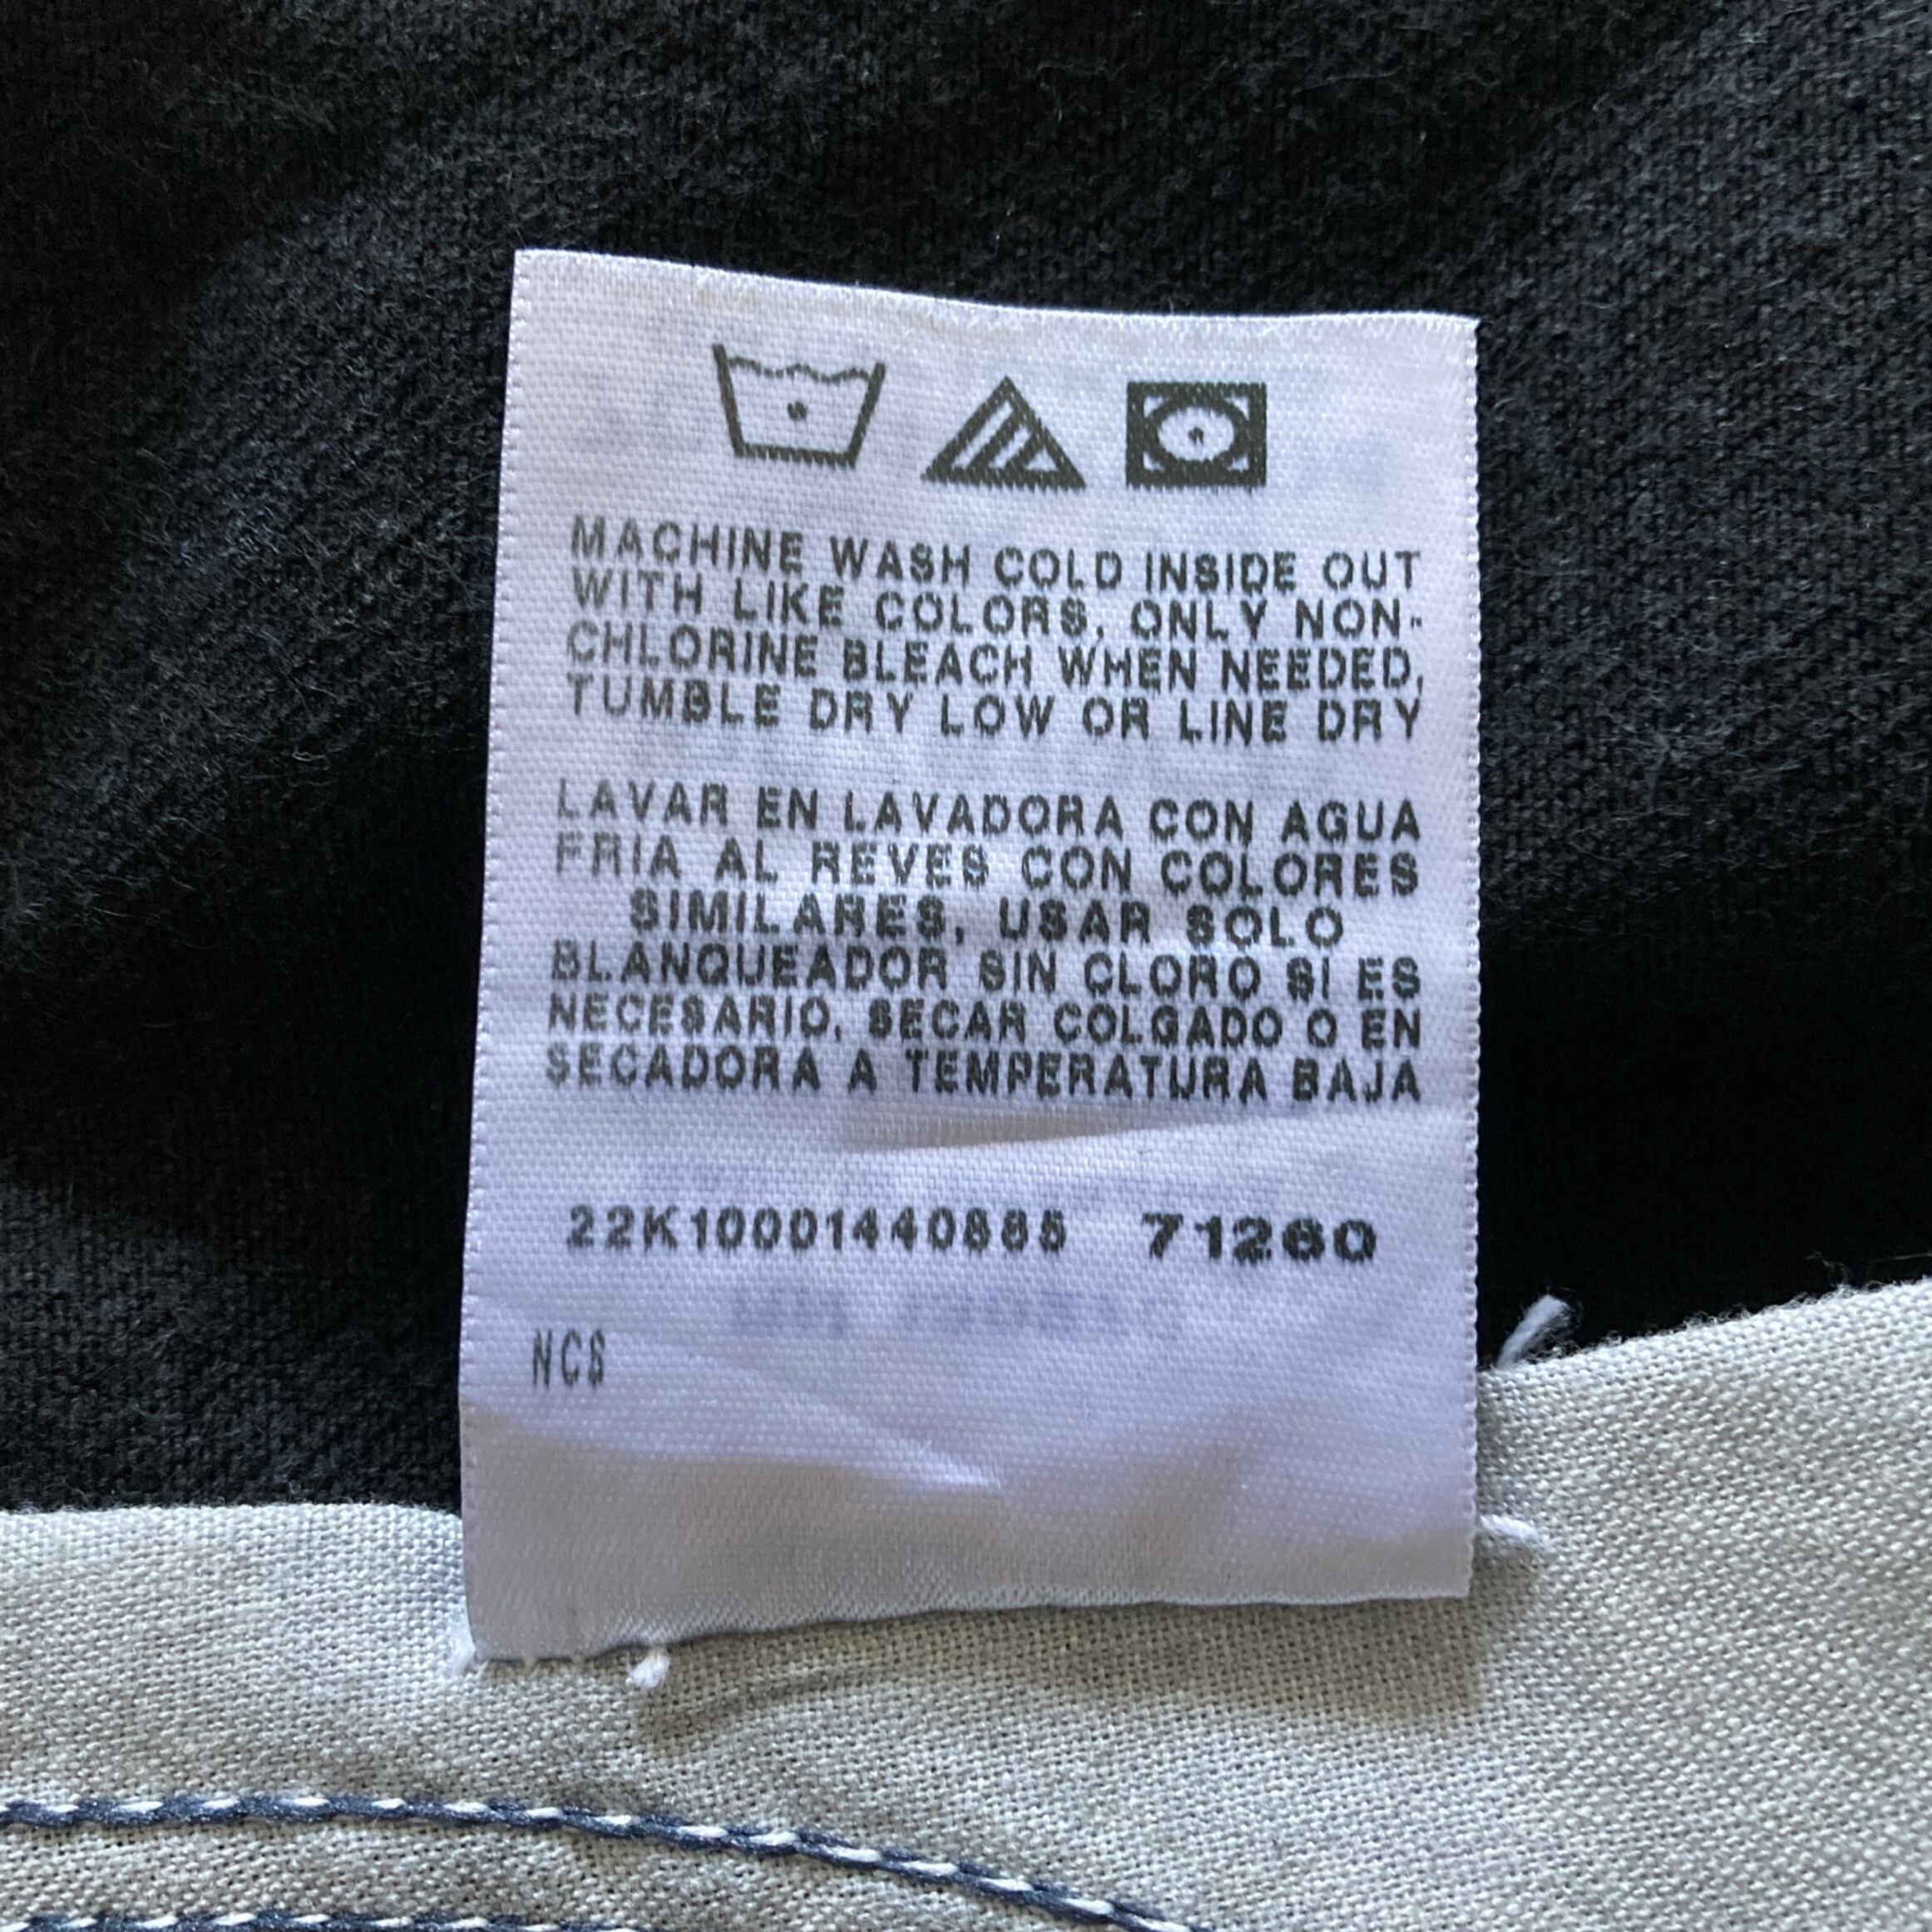 MACHINE WASH COLD INSIDE OUT
WITH LIKE COLORS, ONLY NON-
CHLORINE BLEACH WHEN NEEDED,
TUMBLE DRY LOW OR LINE DRY
LAVAR EN LAVADORA CON AGUA
FRIA AL REVES CON COLORES
SIMILARES, USAR SOLO
BLANQUEADOR SIN CLORO SI ES
NECESARIO, SECAR COLGADO O EN
SECADORA A TEMPERATURA BAJA
22K10001440885 71260
NCS